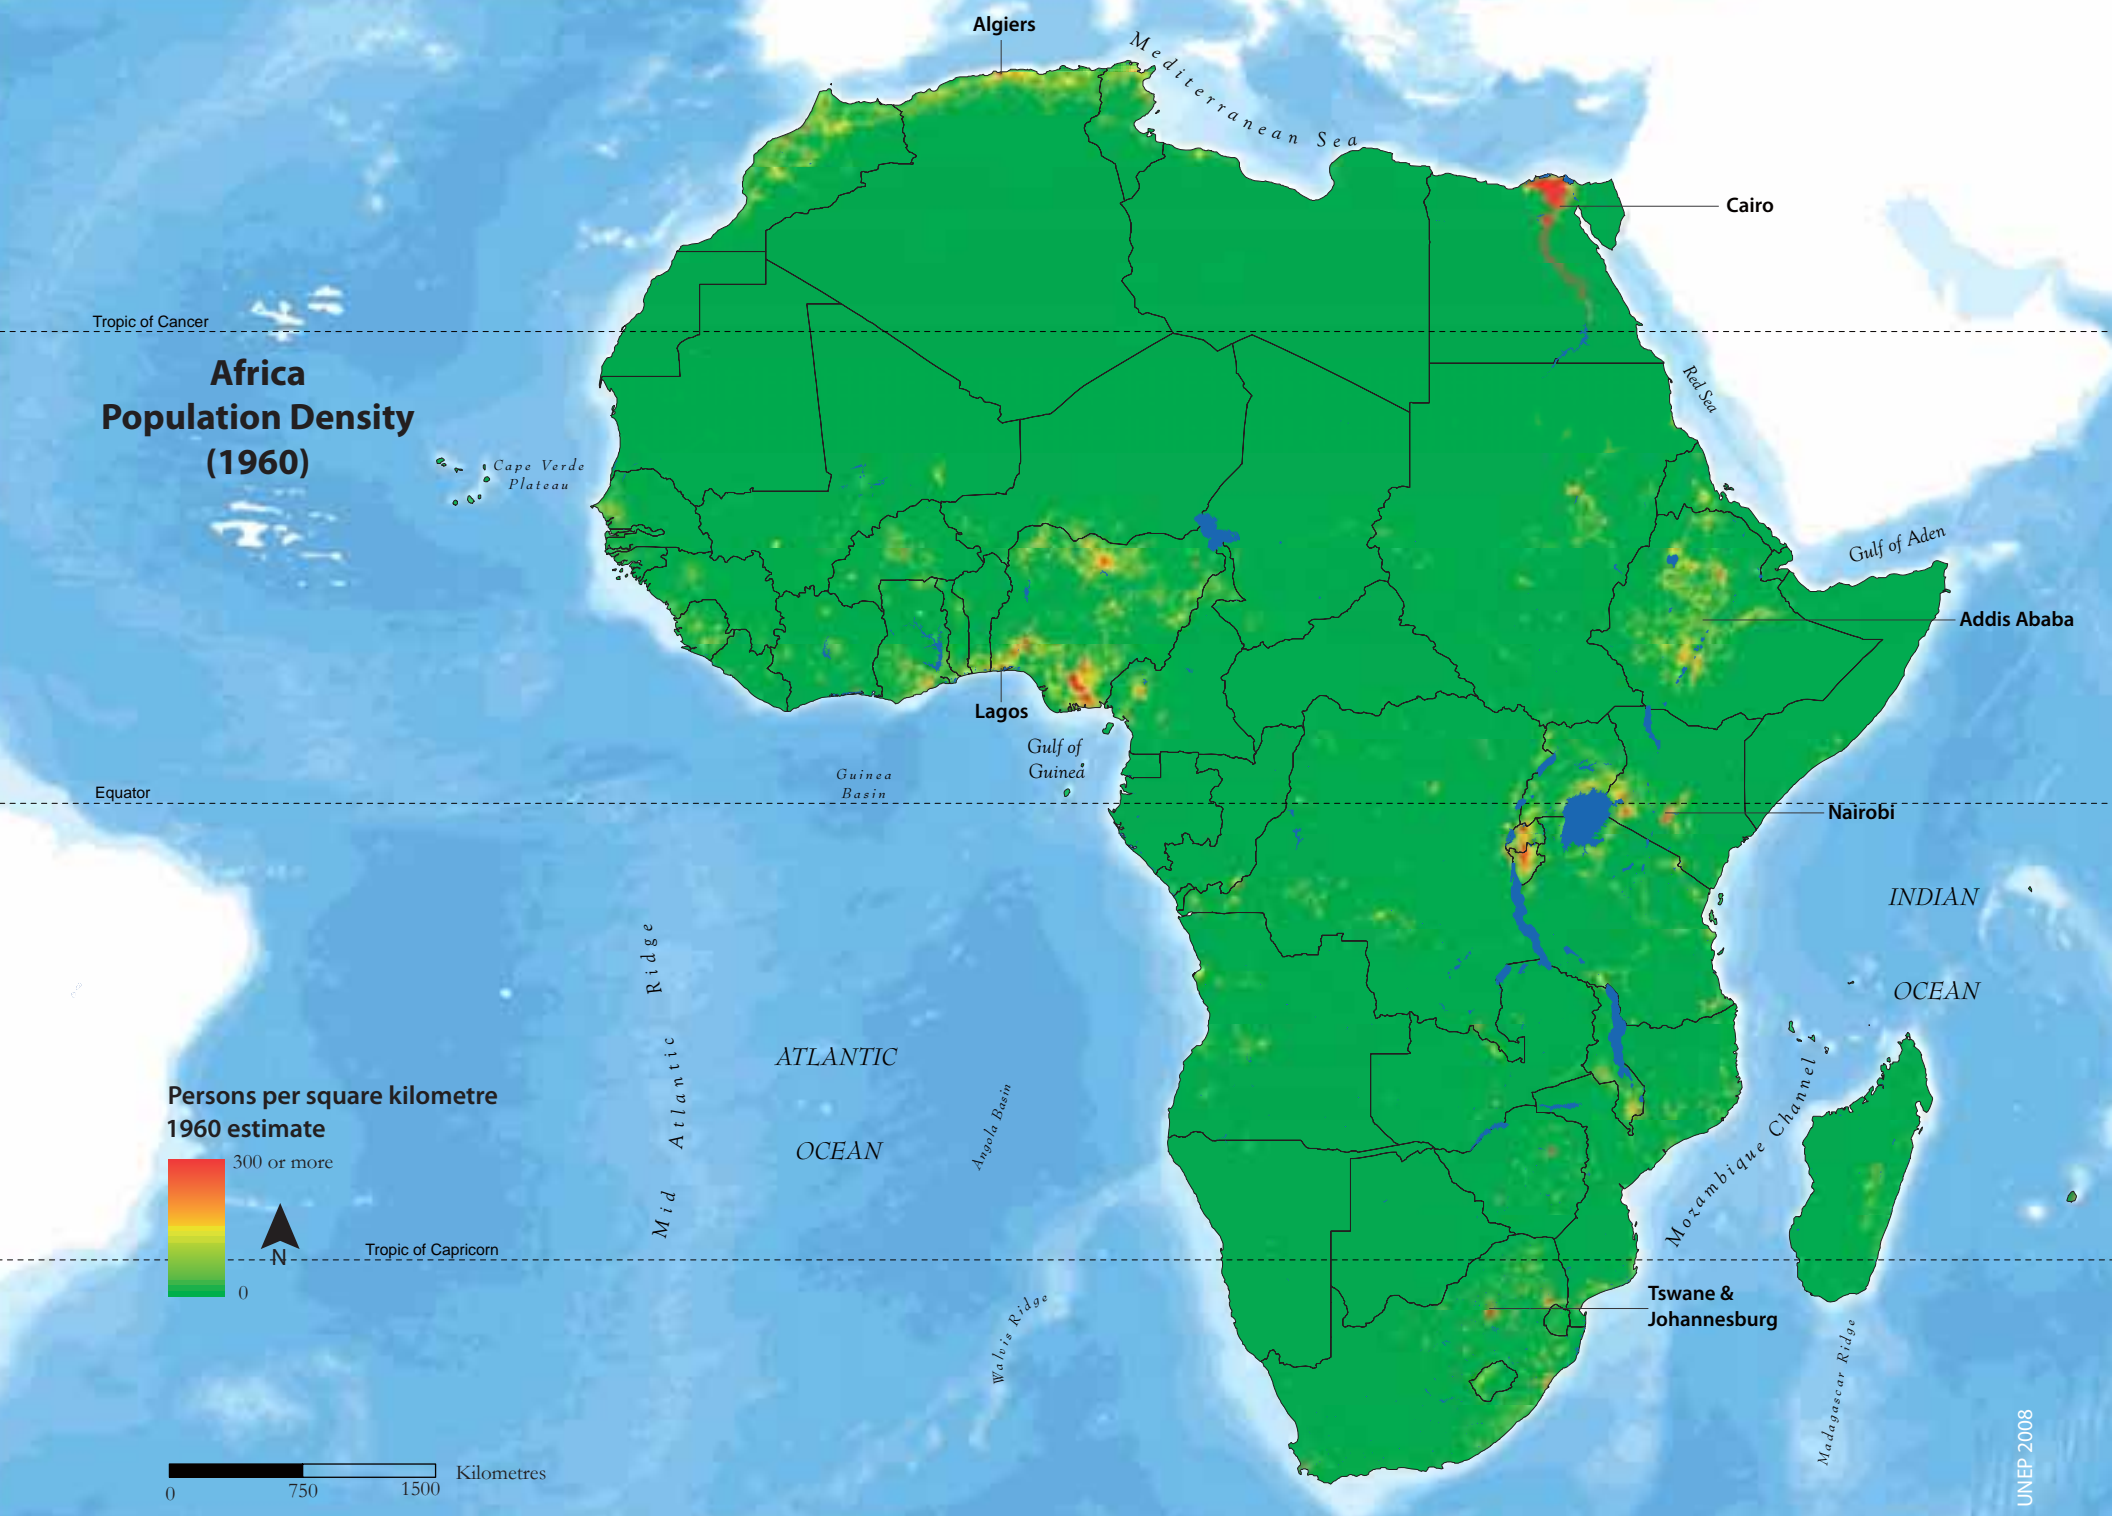 Algiers
Mediterranean Sea
Cairo
Tropic of Cancer
Africa
Population Density
(1960)
Red Sea
Cape Verde
Plateau
Gulf of Aden
Addis Ababa
Lagos
Gulf of
Guinea
Guinea
Basin
Equator
Nairobi
INDIAN
OCEAN
Mid Atlantic Ridge
ATLANTIC
OCEAN
Angola Basin
Mozambique Channel
Persons per square kilometre
1960 estimate
300 or more
0
N
Tropic of Capricorn
Walvis Ridge
Tswane &
Johannesburg
Madagascar Ridge
UNEP 2008
Kilometres
0 750 1500